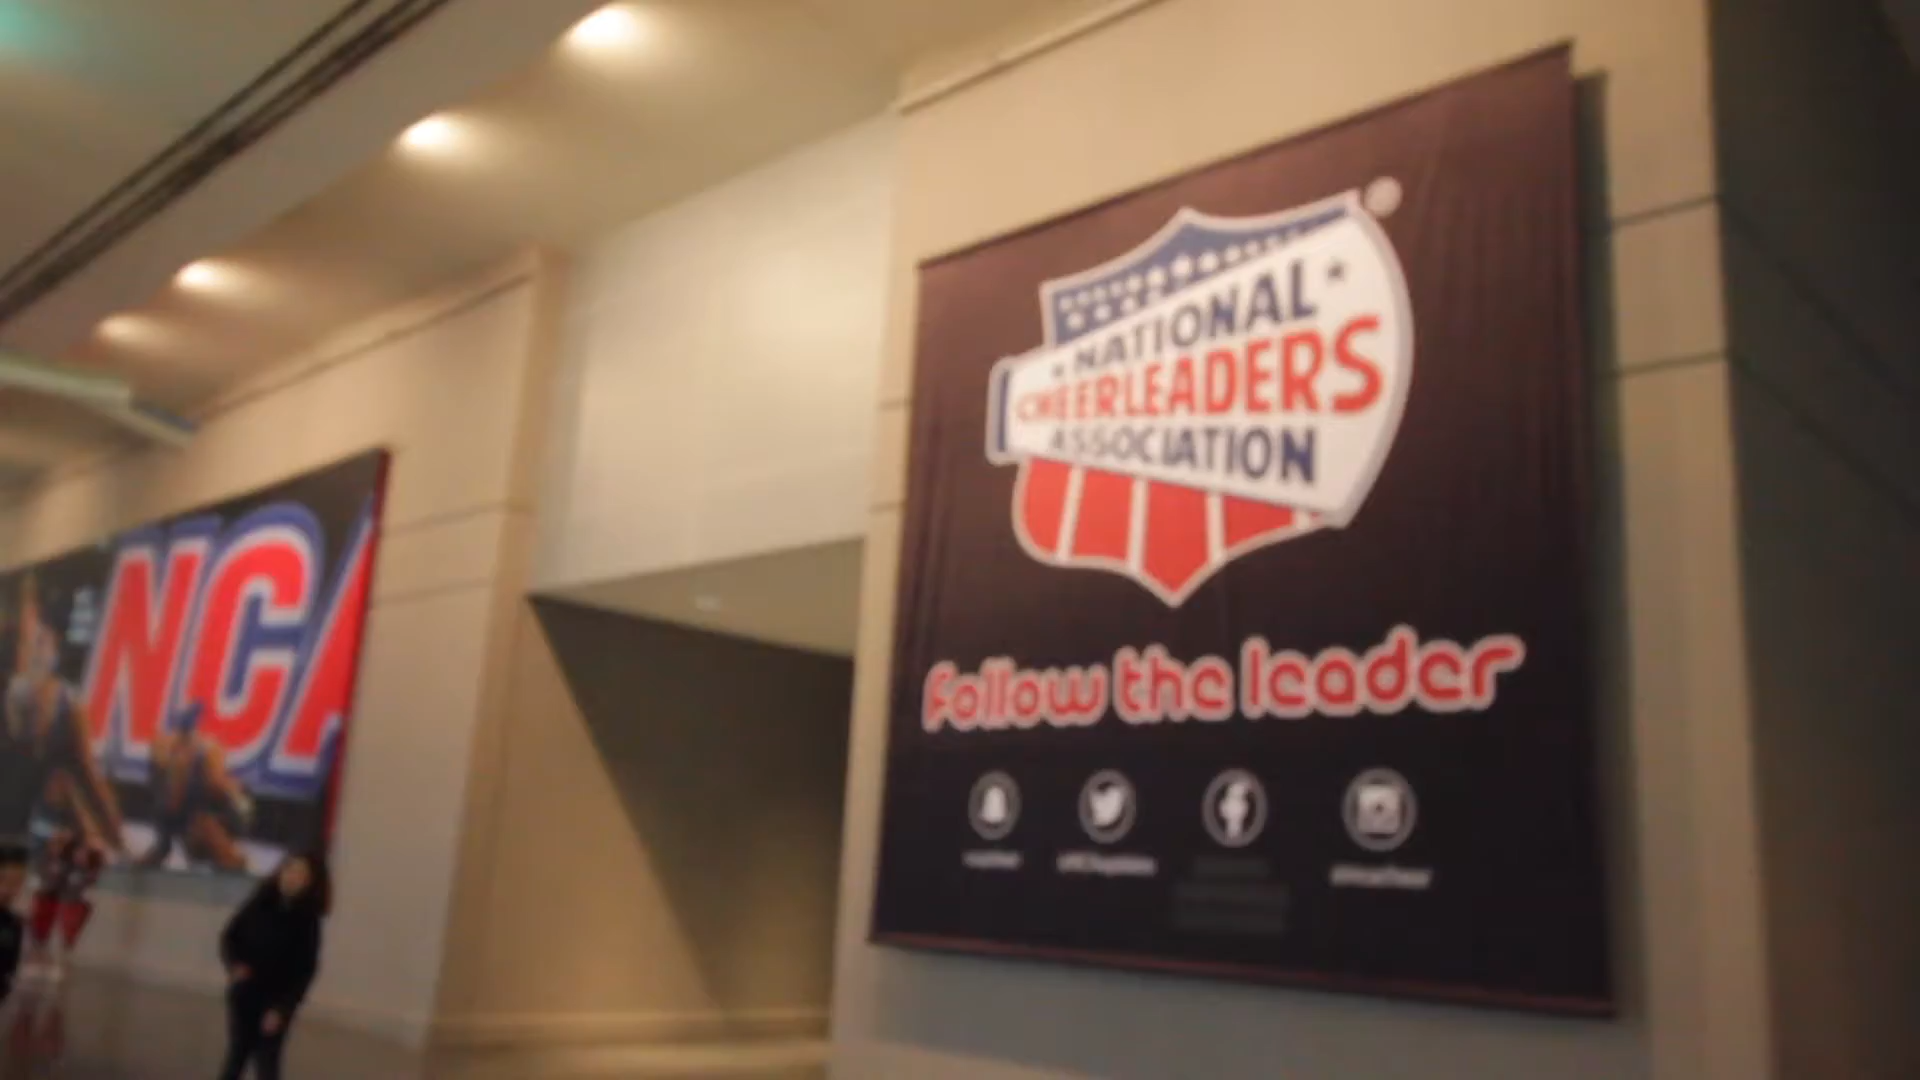 NCA
NATIONAL
CHEERLEADERS
ASSOCIATION
follow the leader